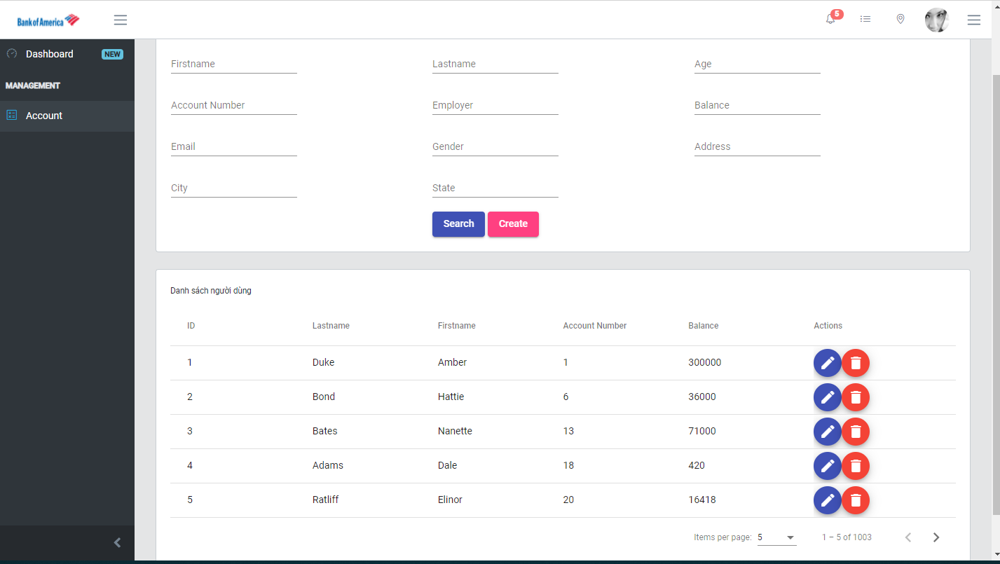 Bank of America
5
Dashboard NEW
MANAGEMENT
Account
Firstname Lastname Age
Account Number Employer Balance
Email Gender Address
City State
Search Create
Danh sách người dùng
ID Lastname Firstname Account Number Balance Actions
1 Duke Amber 1 300000
2 Bond Hattie 6 36000
3 Bates Nanette 13 71000
4 Adams Dale 18 420
5 Ratliff Elinor 20 16418
Items per page: 5 1 – 5 of 1003